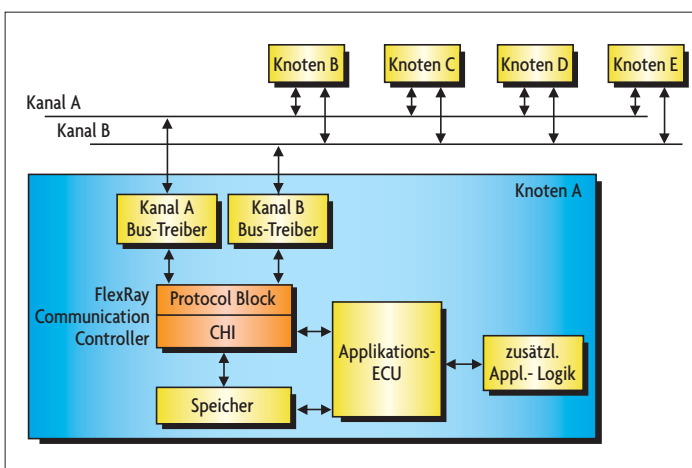 Knoten B
Knoten C
Knoten D
Knoten E
Kanal A
Kanal B
Knoten A
Kanal A
Bus-Treiber
Kanal B
Bus-Treiber
FlexRay
Communication
Controller
Protocol Block
CHI
Applikations-
ECU
zusätzl.
Appl.- Logik
Speicher